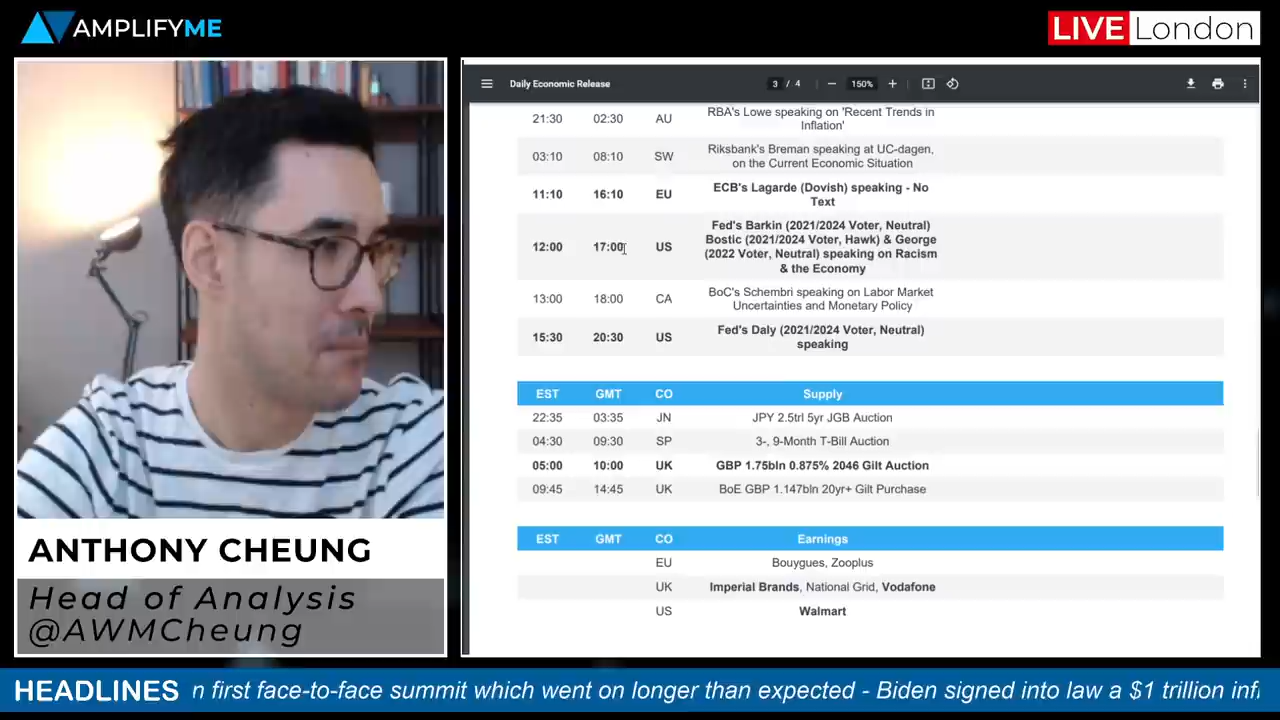 AMPLIFYME
LIVE London
Daily Economic Release
3 / 4
150%
21:30 02:30 AU RBA's Lowe speaking on 'Recent Trends in
Inflation'
03:10 08:10 SW Riksbank's Breman speaking at UC-dagen,
on the Current Economic Situation
11:10 16:10 EU ECB's Lagarde (Dovish) speaking - No
Text
12:00 17:00 US Fed's Barkin (2021/2024 Voter, Neutral)
Bostic (2021/2024 Voter, Hawk) & George
(2022 Voter, Neutral) speaking on Racism
& the Economy
13:00 18:00 CA BoC's Schembri speaking on Labor Market
Uncertainties and Monetary Policy
15:30 20:30 US Fed's Daly (2021/2024 Voter, Neutral)
speaking
EST GMT CO Supply
22:35 03:35 JN JPY 2.5trl 5yr JGB Auction
04:30 09:30 SP 3-, 9-Month T-Bill Auction
05:00 10:00 UK GBP 1.75bln 0.875% 2046 Gilt Auction
09:45 14:45 UK BoE GBP 1.147bln 20yr+ Gilt Purchase
EST GMT CO Earnings
EU Bouygues, Zooplus
UK Imperial Brands, National Grid, Vodafone
US Walmart
ANTHONY CHEUNG
Head of Analysis
@AWMCheung
HEADLINES n first face-to-face summit which went on longer than expected - Biden signed into law a $1 trillion inf